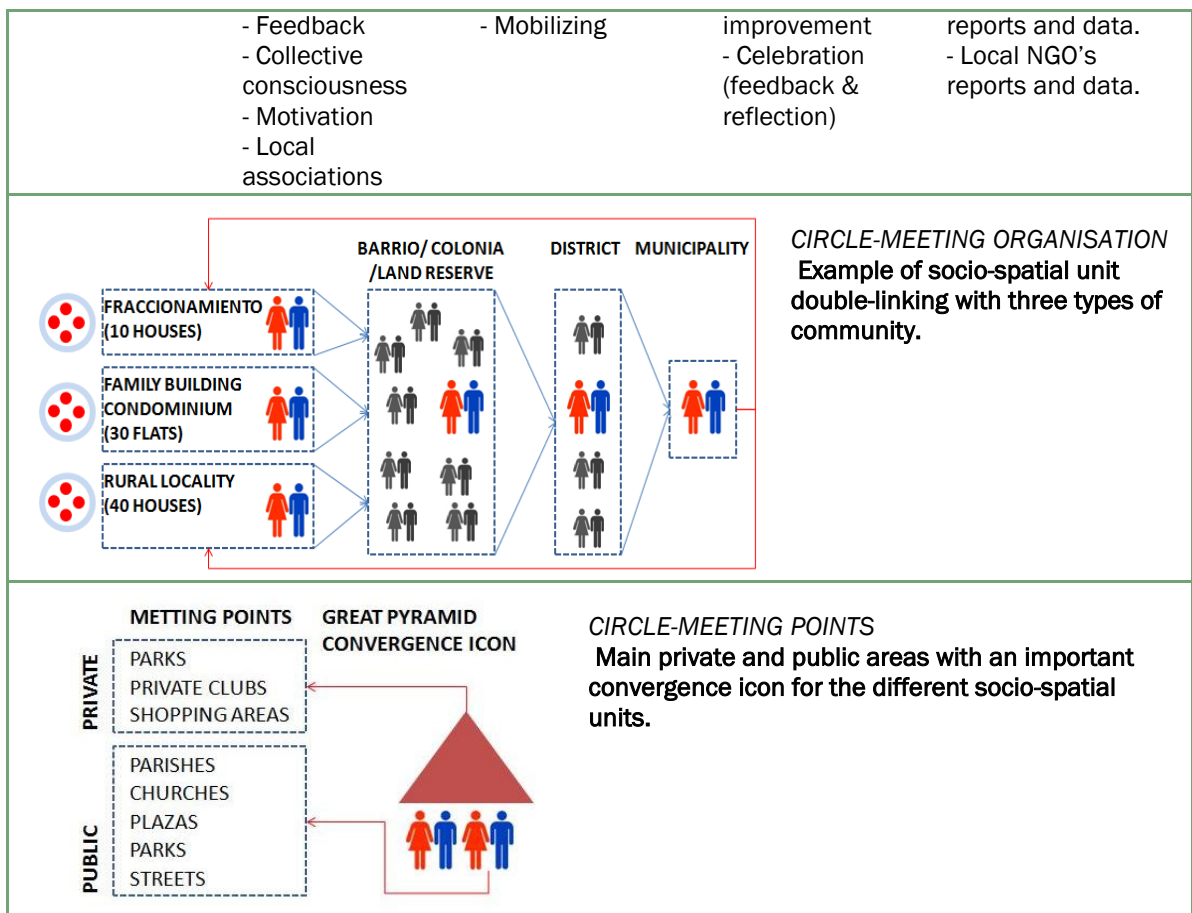 - Feedback
- Collective
consciousness
- Motivation
- Local
associations
- Mobilizing
improvement
- Celebration
(feedback &
reflection)
reports and data.
- Local NGO’s
reports and data.
BARRIO/ COLONIA
/LAND RESERVE
DISTRICT
MUNICIPALITY
FRACCIONAMIENTO
(10 HOUSES)
FAMILY BUILDING
CONDOMINIUM
(30 FLATS)
RURAL LOCALITY
(40 HOUSES)
CIRCLE-MEETING ORGANISATION
Example of socio-spatial unit
double-linking with three types of
community.
METTING POINTS
GREAT PYRAMID
CONVERGENCE ICON
PRIVATE
PARKS
PRIVATE CLUBS
SHOPPING AREAS
PUBLIC
PARISHES
CHURCHES
PLAZAS
PARKS
STREETS
CIRCLE-MEETING POINTS
Main private and public areas with an important
convergence icon for the different socio-spatial
units.